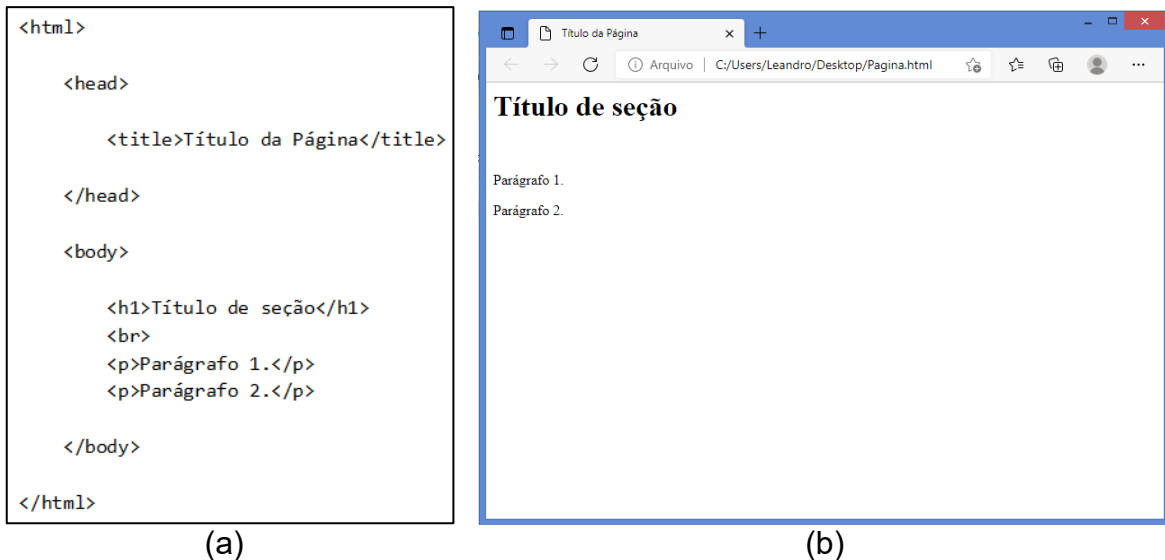 <html>
<head>
<title>Título da Página</title>
</head>
<body>
<h1>Título de seção</h1>
<br>
<p>Parágrafo 1.</p>
<p>Parágrafo 2.</p>
</body>
</html>
(a)
Título da Página
Arquivo | C:/Users/Leandro/Desktop/Pagina.html
Título de seção
Parágrafo 1.
Parágrafo 2.
(b)